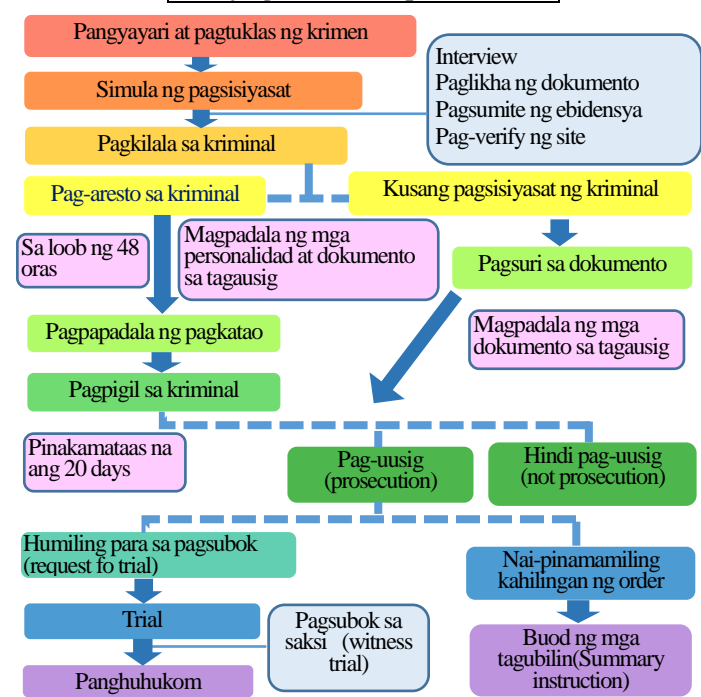 Pangyayari at pagtuklas ng krimen
Interview
Paglikha ng dokumento
Pagsumite ng ebidensya
Pag-verify ng site
Simula ng pagsisiyasat
Pagkilala sa kriminal
Pag-aresto sa kriminal
Kusang pagsisiyasat ng kriminal
Sa loob ng 48
oras
Magpadala ng mga
personalidad at dokumento
sa tagausig
Pagsuri sa dokumento
Pagpapadala ng pagkatao
Magpadala ng mga
dokumento sa tagausig
Pagpigil sa kriminal
Pinakamataas na
ang 20 days
Pag-uusig
(prosecution)
Hindi pag-uusig
(not prosecution)
Humiling para sa pagsubok
(request fo trial)
Nai-pinamamiling
kahilingan ng order
Trial
Pagsubok sa
saksi (witness
trial)
Buod ng mga
tagubilin(Summary
instruction)
Panghuhukom